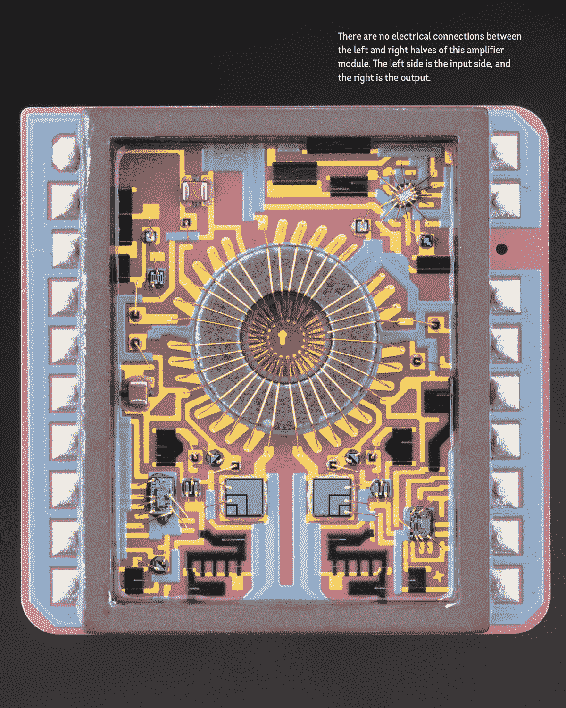 There are no electrical connections between
the left and right halves of this amplifier
module. The left side is the input side, and
the right is the output.